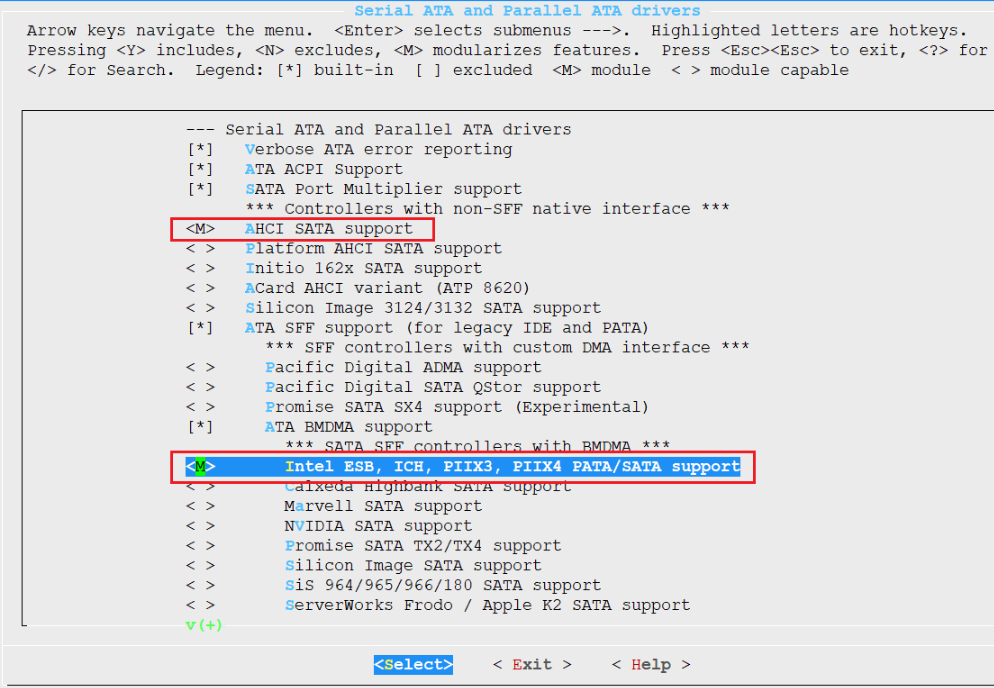 Serial ATA and Parallel ATA drivers
Arrow keys navigate the menu.  <Enter> selects submenus --->.  Highlighted letters are hotkeys.
Pressing <Y> includes, <N> excludes, <M> modularizes features.  Press <Esc><Esc> to exit, <?> for
</> for Search.  Legend: [*] built-in  [ ] excluded  <M> module  < > module capable
--- Serial ATA and Parallel ATA drivers
[*]   Verbose ATA error reporting
[*]   ATA ACPI Support
[*]   SATA Port Multiplier support
*** Controllers with non-SFF native interface ***
<M>   AHCI SATA support
< >   Platform AHCI SATA support
< >   Initio 162x SATA support
< >   ACard AHCI variant (ATP 8620)
< >   Silicon Image 3124/3132 SATA support
[*]   ATA SFF support (for legacy IDE and PATA)
*** SFF controllers with custom DMA interface ***
< >     Pacific Digital ADMA support
< >     Pacific Digital SATA QStor support
< >     Promise SATA SX4 support (Experimental)
[*]     ATA BMDMA support
*** SATA SFF controllers with BMDMA ***
<M>       Intel ESB, ICH, PIIX3, PIIX4 PATA/SATA support
< >       Calxeda Highbank SATA support
< >       Marvell SATA support
< >       NVIDIA SATA support
< >       Promise SATA TX2/TX4 support
< >       Silicon Image SATA support
< >       SiS 964/965/966/180 SATA support
< >       ServerWorks Frodo / Apple K2 SATA support
v(+)
<Select>    < Exit >    < Help >